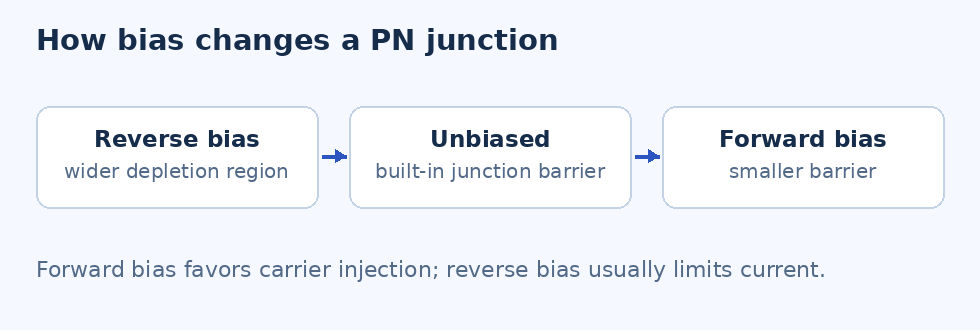 How bias changes a PN junction
Reverse bias
wider depletion region
Unbiased
built-in junction barrier
Forward bias
smaller barrier
Forward bias favors carrier injection; reverse bias usually limits current.